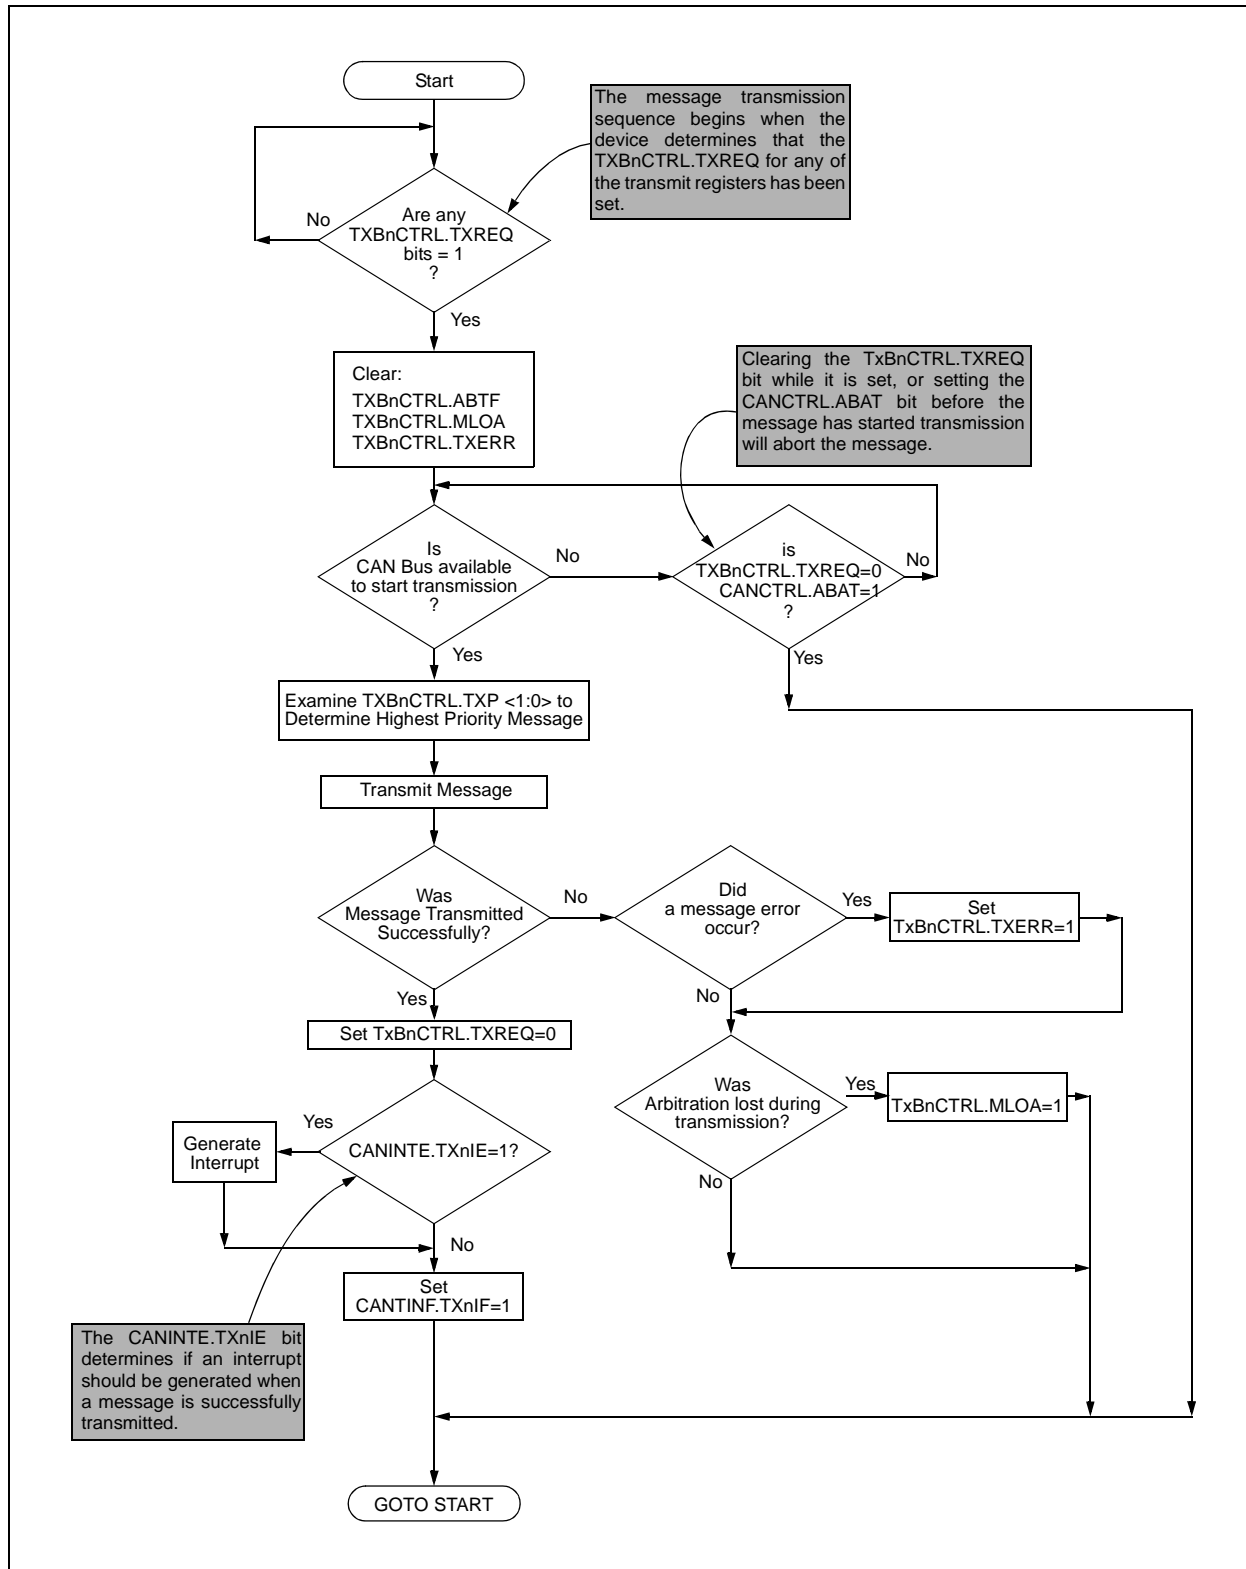 Start
The message transmission
sequence begins when the
device determines that the
TXBnCTRL.TXREQ for any of
the transmit registers has been
set.
No
Are any
TXBnCTRL.TXREQ
bits = 1
?
Yes
Clear:
TXBnCTRL.ABTF
TXBnCTRL.MLOA
TXBnCTRL.TXERR
Clearing the TxBnCTRL.TXREQ
bit while it is set, or setting the
CANCTRL.ABAT bit before the
message has started transmission
will abort the message.
Is
CAN Bus available
to start transmission
?
No
is
TXBnCTRL.TXREQ=0
CANCTRL.ABAT=1
?
No
Yes
Yes
Examine TXBnCTRL.TXP <1:0> to
Determine Highest Priority Message
Transmit Message
Was
Message Transmitted
Successfully?
No
Did
a message error
occur?
Yes
Set
TxBnCTRL.TXERR=1
Yes
No
Set TxBnCTRL.TXREQ=0
Was
Arbitration lost during
transmission?
Yes
TxBnCTRL.MLOA=1
Yes
Generate
Interrupt
CANINTE.TXnIE=1?
No
No
Set
CANTINF.TXnIF=1
The CANINTE.TXnIE bit
determines if an interrupt
should be generated when
a message is successfully
transmitted.
GOTO START